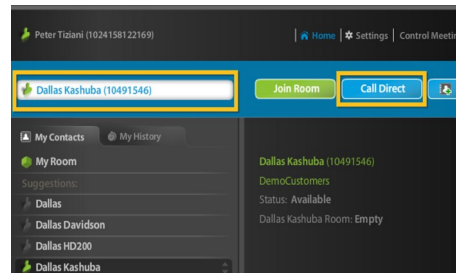 Peter Tiziani (1024158122169)
Home
Settings
Control Meetin
Dallas Kashuba (10491546)
Join Room
Call Direct
My Contacts
My History
My Room
Suggestions:
Dallas
Dallas Davidson
Dallas HD200
Dallas Kashuba
Dallas Kashuba (10491546)
DemoCustomers
Status: Available
Dallas Kashuba Room: Empty